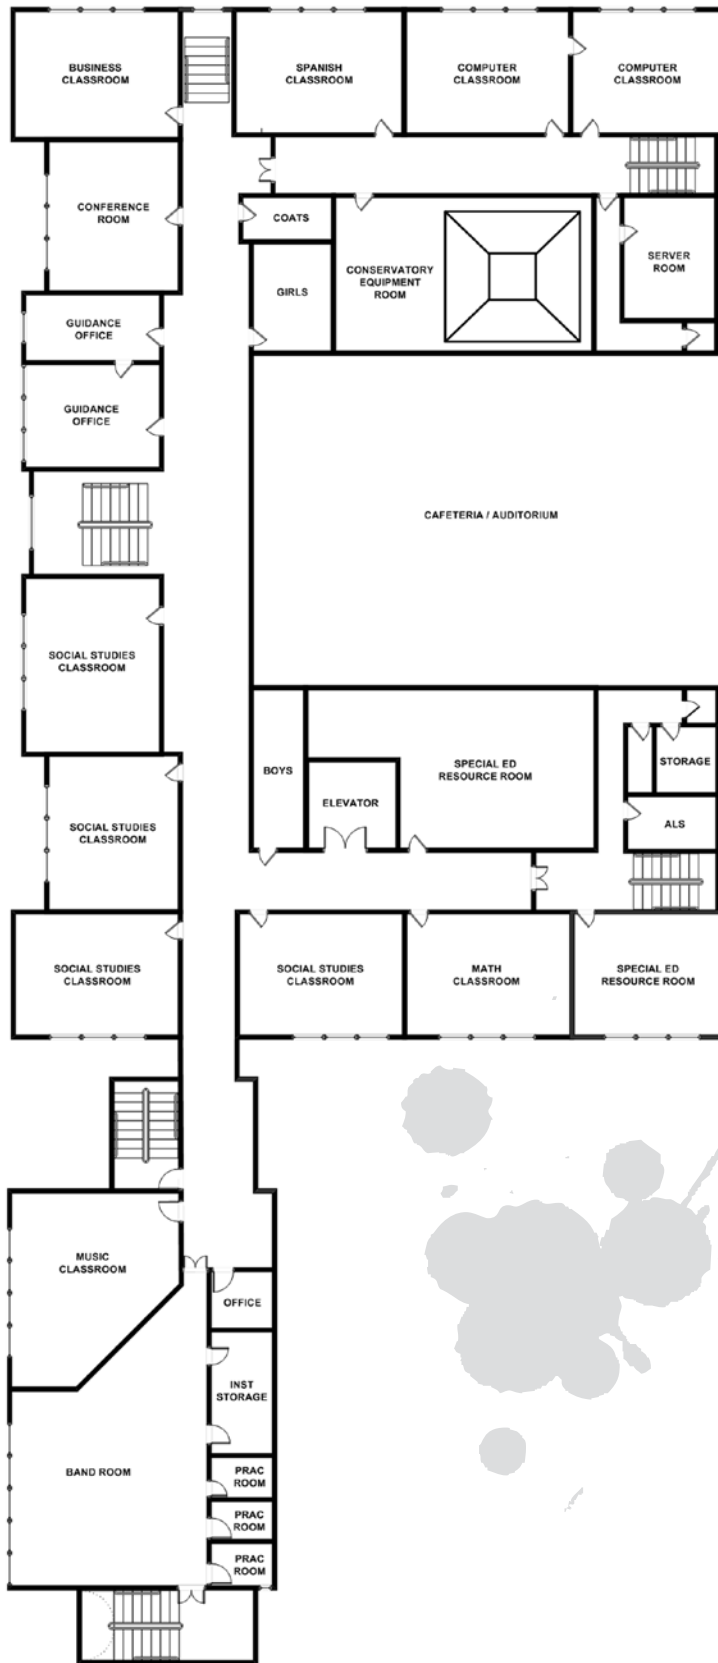 BUSINESS
CLASSROOM
SPANISH
CLASSROOM
COMPUTER
CLASSROOM
COMPUTER
CLASSROOM
CONFERENCE
ROOM
COATS
SERVER
ROOM
CONSERVATORY
EQUIPMENT
ROOM
GIRLS
GUIDANCE
OFFICE
GUIDANCE
OFFICE
CAFETERIA / AUDITORIUM
SOCIAL STUDIES
CLASSROOM
BOYS
SPECIAL ED
RESOURCE ROOM
STORAGE
ELEVATOR
ALS
SOCIAL STUDIES
CLASSROOM
SOCIAL STUDIES
CLASSROOM
SOCIAL STUDIES
CLASSROOM
MATH
CLASSROOM
SPECIAL ED
RESOURCE ROOM
MUSIC
CLASSROOM
OFFICE
INST
STORAGE
BAND ROOM
PRAC
ROOM
PRAC
ROOM
PRAC
ROOM